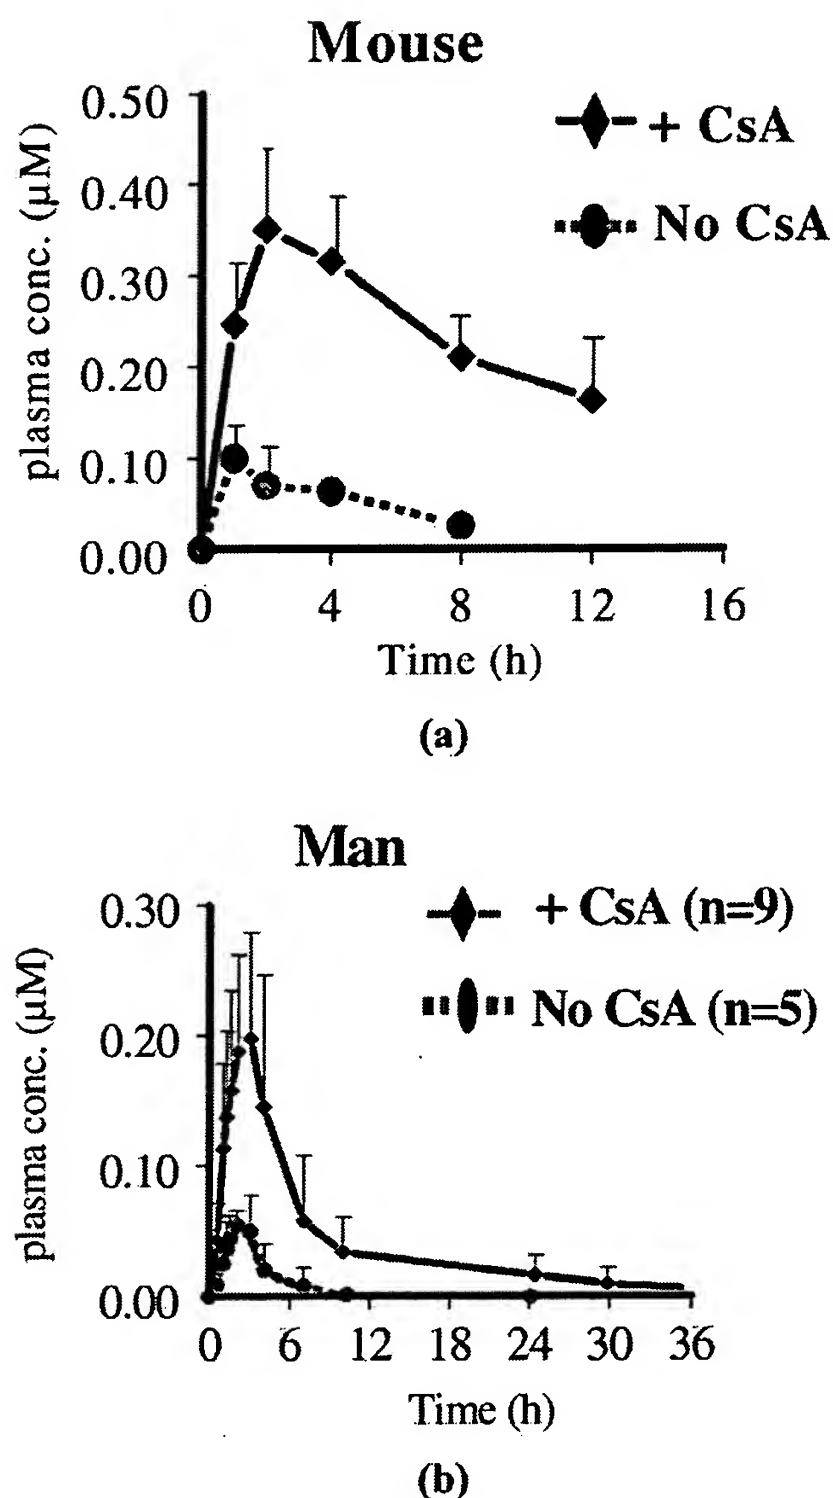 Mouse
0.50
0.40
0.30
0.20
0.10
0.00
plasma conc. (μM)
+ CsA
No CsA
0 4 8 12 16
Time (h)
(a)
Man
0.30
0.20
0.10
0.00
plasma conc. (μM)
+ CsA (n=9)
No CsA (n=5)
0 6 12 18 24 30 36
Time (h)
(b)